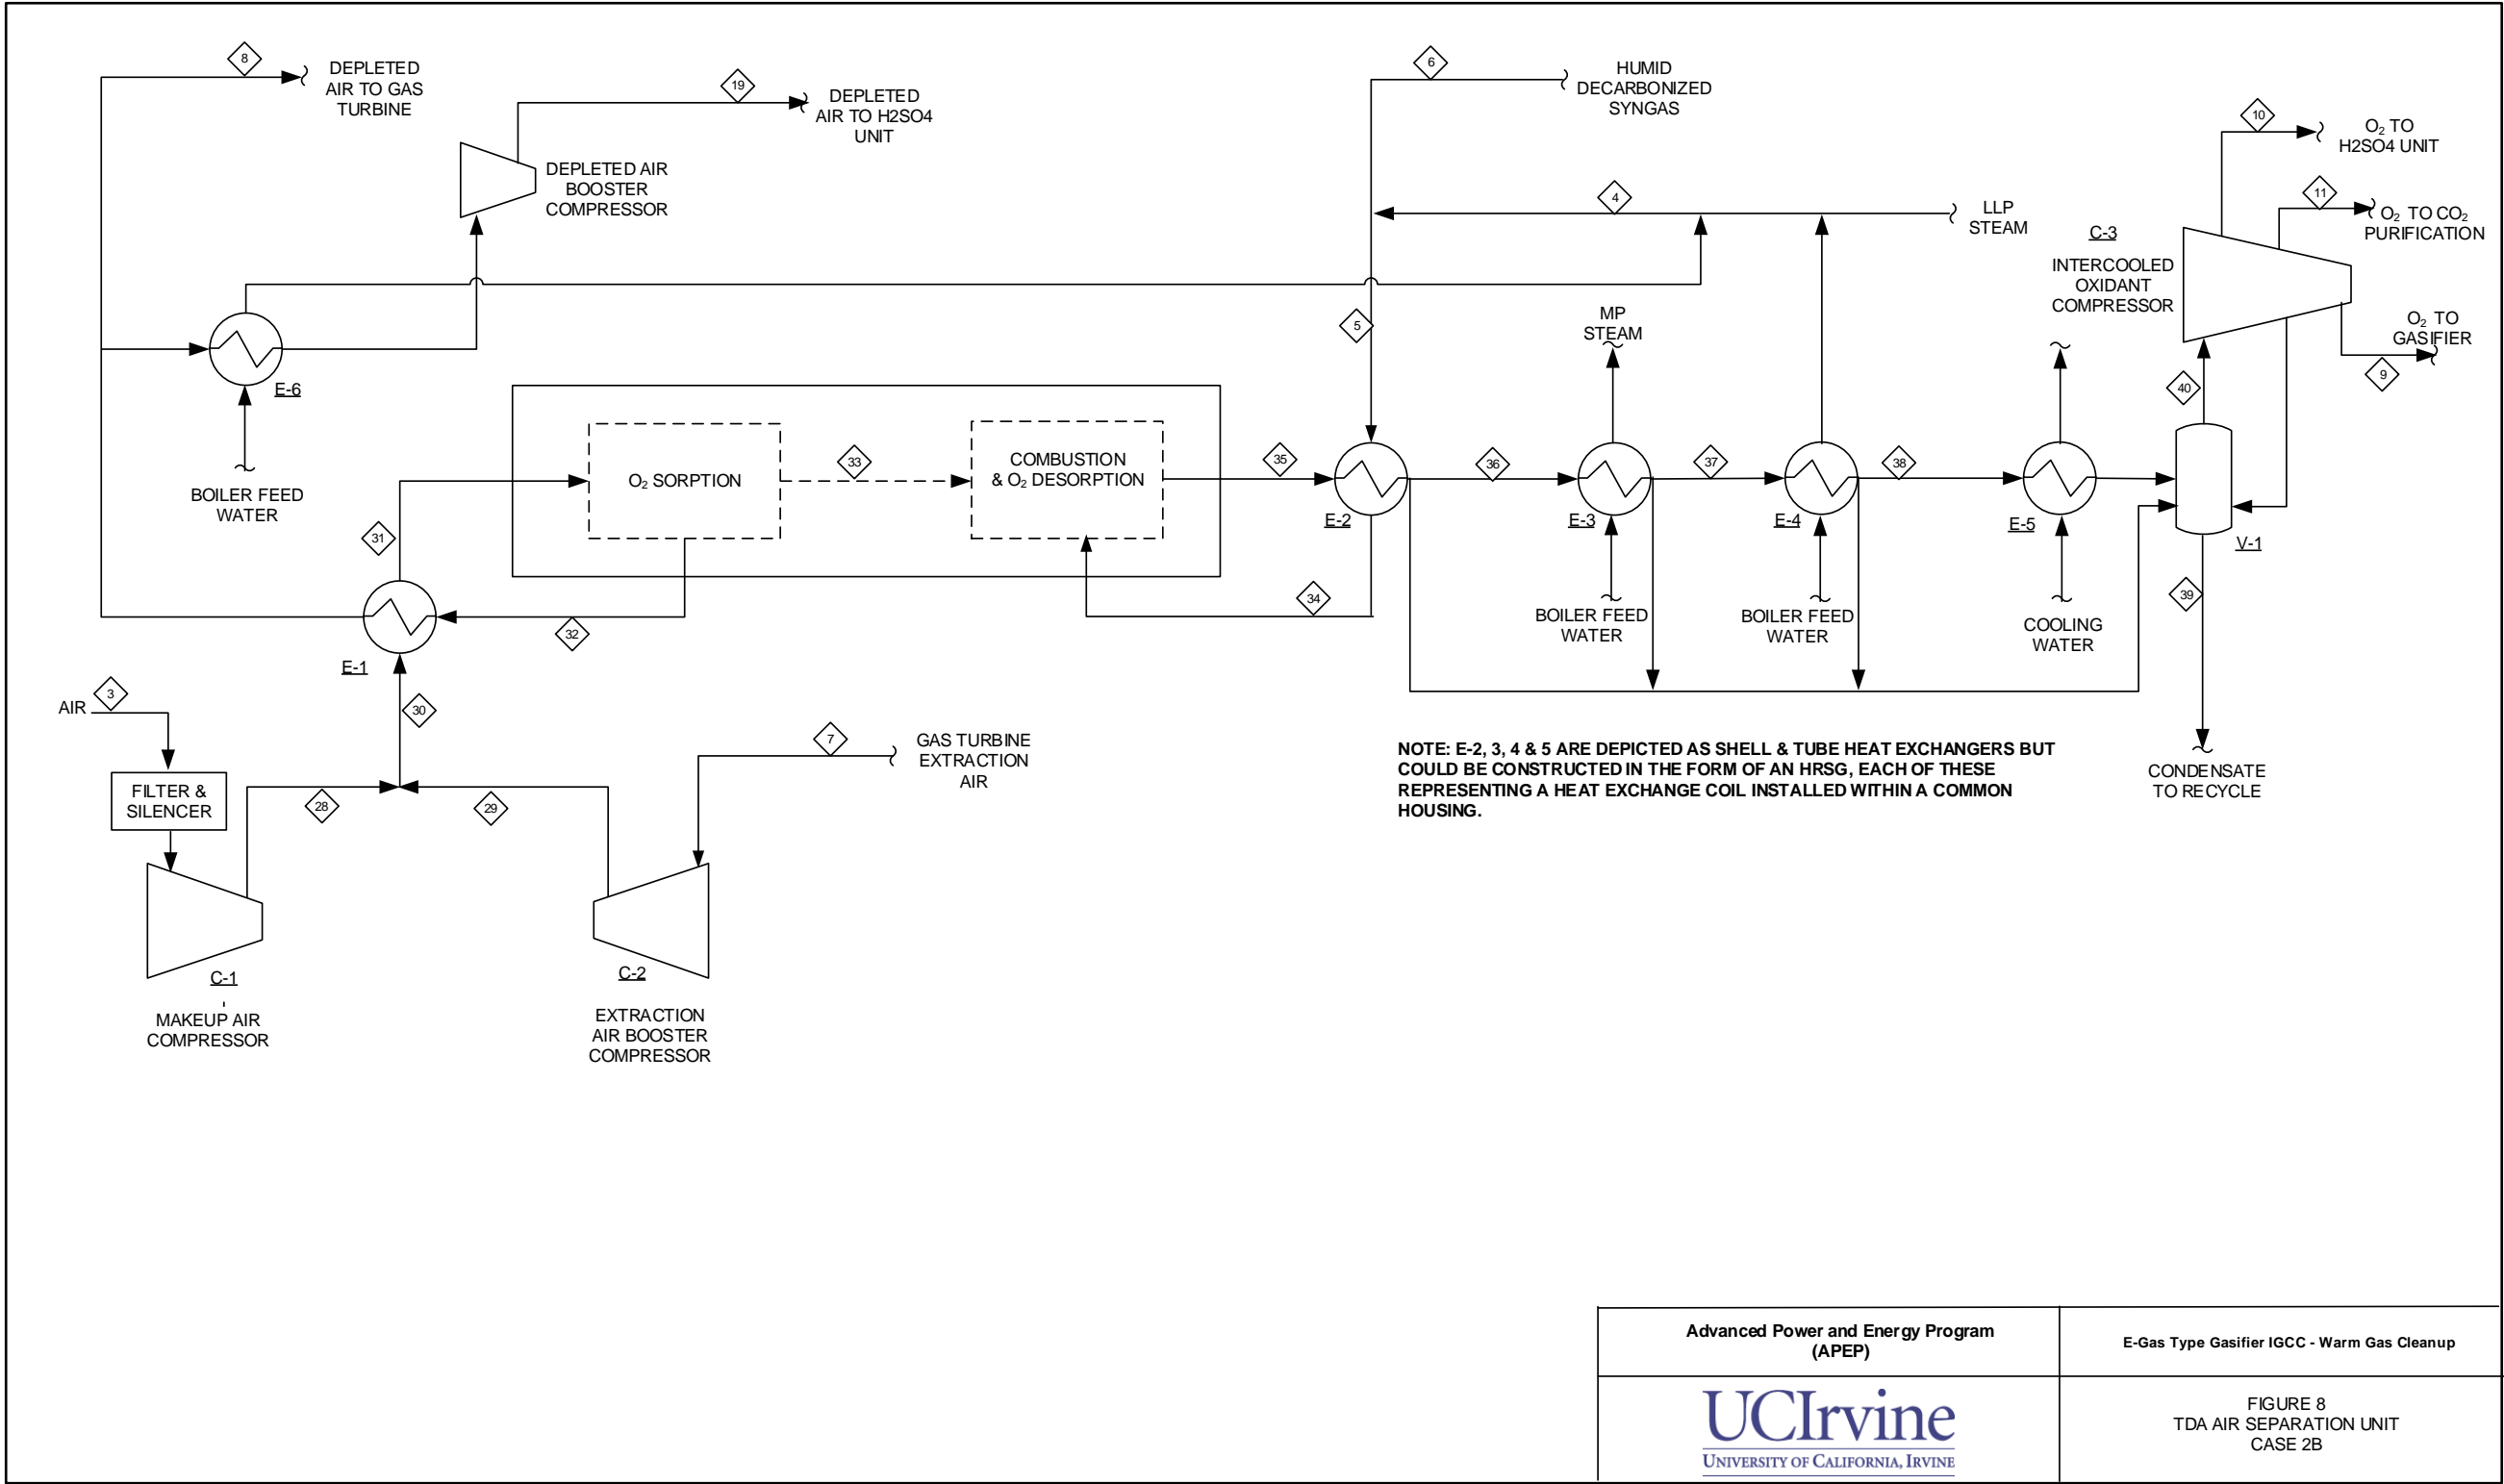 8
DEPLETED
AIR TO GAS
TURBINE
19
DEPLETED
AIR TO H2SO4
UNIT
DEPLETED AIR
BOOSTER
COMPRESSOR
6
HUMID
DECARBONIZED
SYNGAS
4
LLP
STEAM
5
10
O₂ TO
H2SO4 UNIT
11
O₂ TO CO₂
PURIFICATION
C-3
INTERCOOLED
OXIDANT
COMPRESSOR
O₂ TO
GASIFIER
9
40
MP
STEAM
E-6
BOILER FEED
WATER
O₂ SORPTION
33
COMBUSTION
& O₂ DESORPTION
35
E-2
36
E-3
37
E-4
38
E-5
V-1
31
32
34
39
E-1
BOILER FEED
WATER
BOILER FEED
WATER
COOLING
WATER
AIR
3
30
7
GAS TURBINE
EXTRACTION
AIR
FILTER &
SILENCER
28
29
NOTE: E-2, 3, 4 & 5 ARE DEPICTED AS SHELL & TUBE HEAT EXCHANGERS BUT
COULD BE CONSTRUCTED IN THE FORM OF AN HRSG, EACH OF THESE
REPRESENTING A HEAT EXCHANGE COIL INSTALLED WITHIN A COMMON
HOUSING.
CONDENSATE
TO RECYCLE
C-1
MAKEUP AIR
COMPRESSOR
C-2
EXTRACTION
AIR BOOSTER
COMPRESSOR
Advanced Power and Energy Program
(APEP)
E-Gas Type Gasifier IGCC - Warm Gas Cleanup
UCIrvine
UNIVERSITY OF CALIFORNIA, IRVINE
FIGURE 8
TDA AIR SEPARATION UNIT
CASE 2B